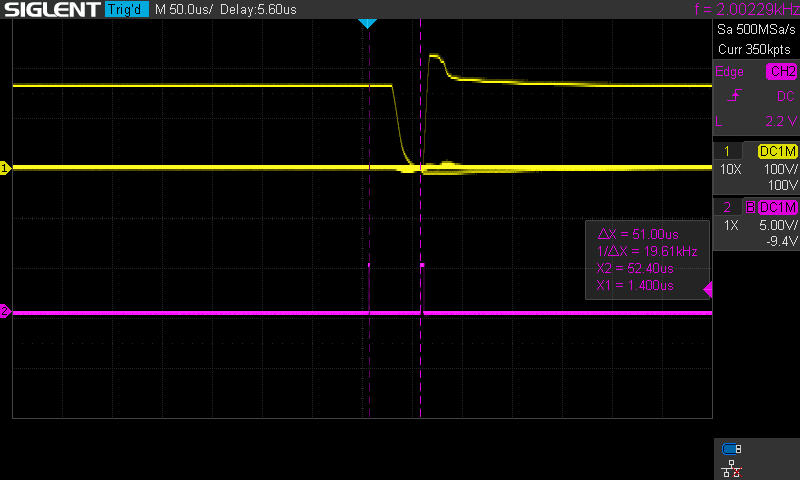 SIGLENT Trig'd M 50.0us/ Delay:5.60us f = 2.00229kHz
Sa 500MSa/s
Curr 350kpts
Edge CH2
DC
L 2.2 V
1 DC1M
10X 100V/
100V
2 B DC1M
1X 5.00V/
-9.4V
ΔX = 51.00us
1/ΔX = 19.61kHz
X2 = 52.40us
X1 = 1.400us
1
2